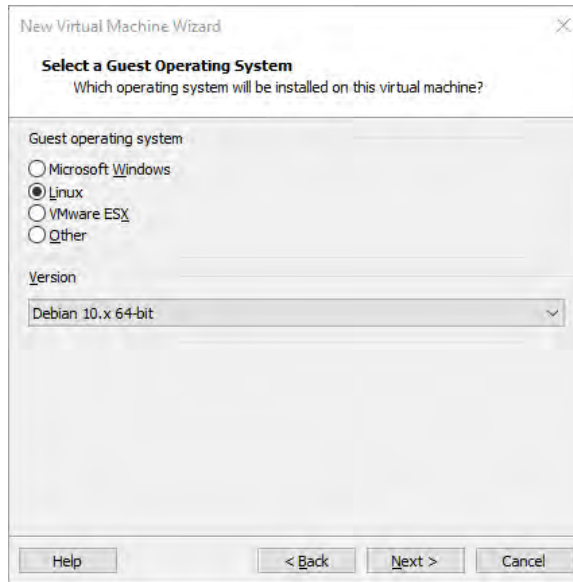 New Virtual Machine Wizard
Select a Guest Operating System
Which operating system will be installed on this virtual machine?
Guest operating system
Microsoft Windows
Linux
VMware ESX
Other
Version
Debian 10.x 64-bit
Help
< Back
Next >
Cancel